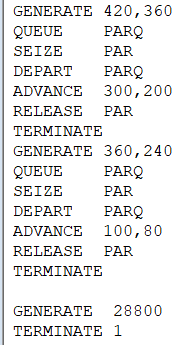 GENERATE 420,360
QUEUE PARQ
SEIZE PAR
DEPART PARQ
ADVANCE 300,200
RELEASE PAR
TERMINATE
GENERATE 360,240
QUEUE PARQ
SEIZE PAR
DEPART PARQ
ADVANCE 100,80
RELEASE PAR
TERMINATE
GENERATE 28800
TERMINATE 1